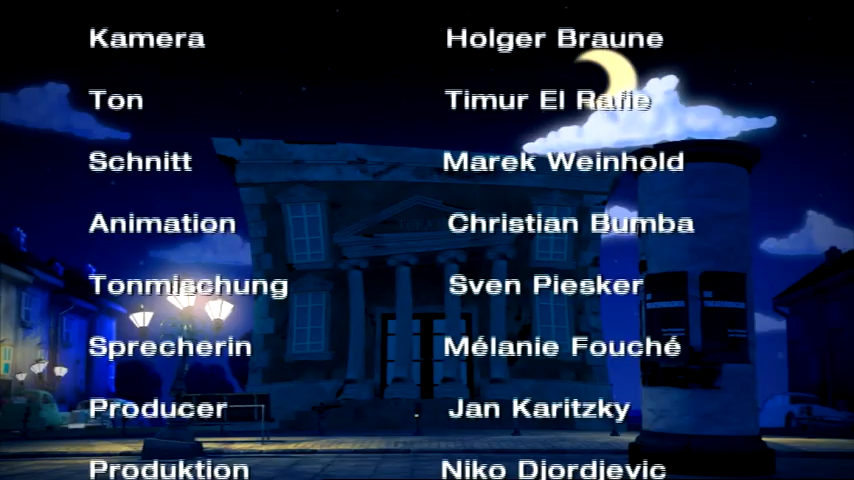 Kamera Holger Braune
Ton Timur El Rafie
Schnitt Marek Weinhold
Animation Christian Bumba
Tonmischung Sven Piesker
Sprecherin Mélanie Fouché
Producer Jan Karitzky
Produktion Niko Djordjevic